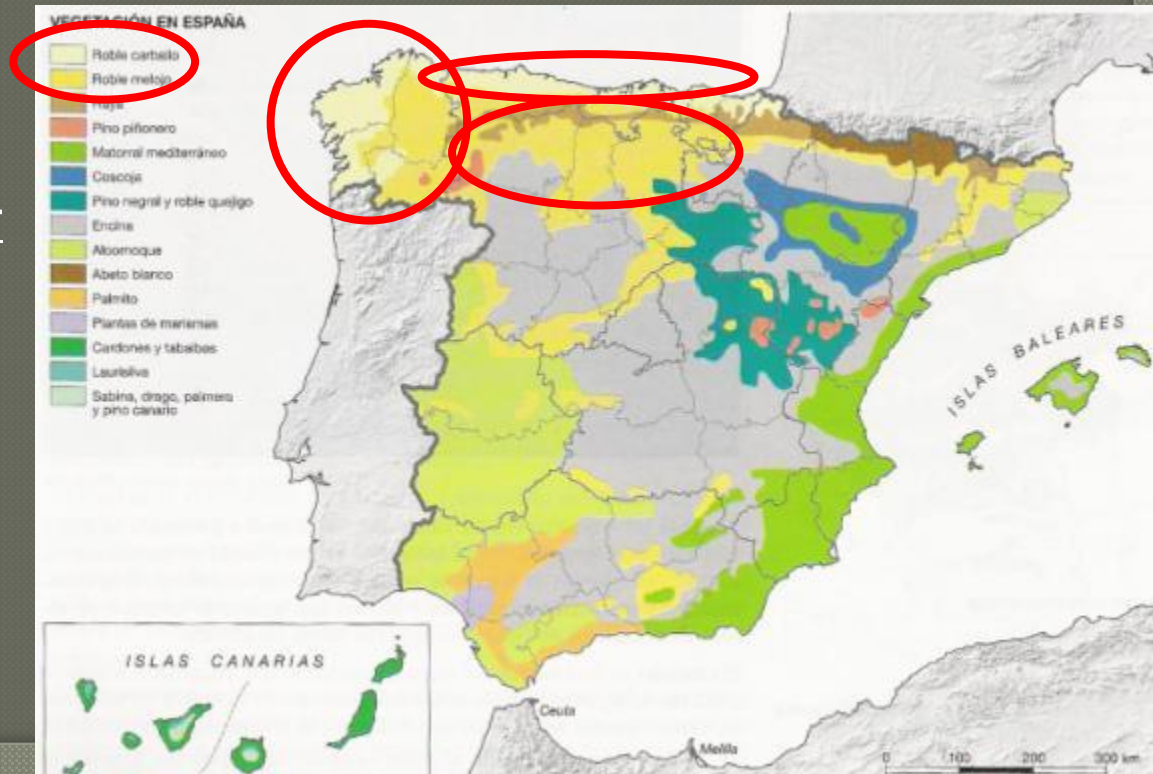 VEGETACIÓN EN ESPAÑA
Roble carballo
Roble melojo
Haya
Pino piñonero
Matorral mediterráneo
Coscoja
Pino negral y roble quejigo
Encina
Alcornoque
Abeto blanco
Palmito
Plantas de marismas
Cardones y tabaibas
Laurisilva
Sabina, drago, palmera
y pino canario
ISLAS BALEARES
ISLAS CANARIAS
Ceuta
Melilla
0 100 200 300 km